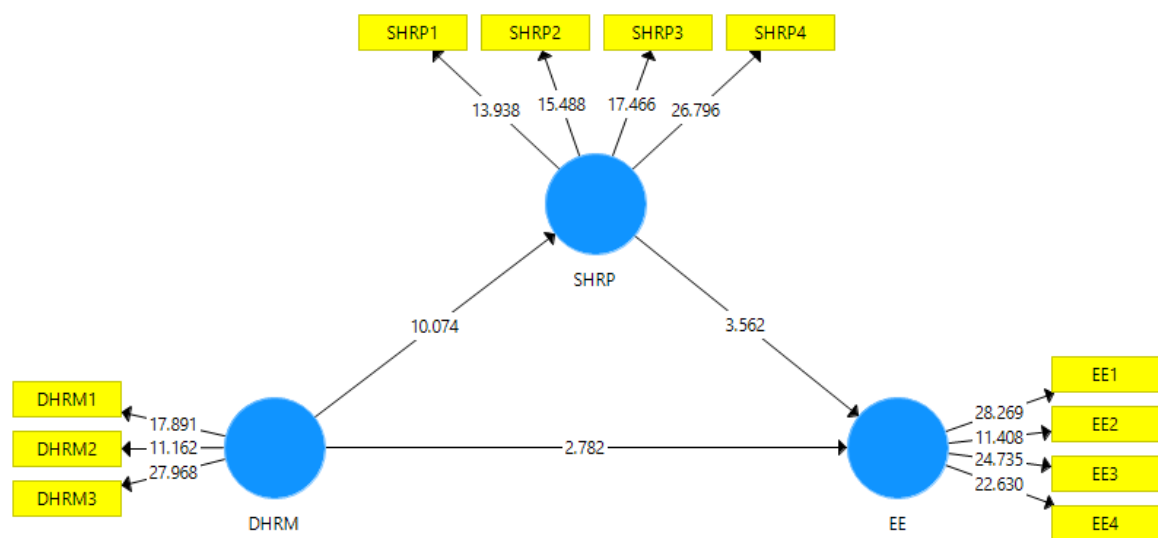 SHRP1 SHRP2 SHRP3 SHRP4
13.938 15.488 17.466 26.796
SHRP
10.074 3.562
DHRM1
17.891
DHRM2
11.162
DHRM3
27.968
DHRM
2.782
EE1
28.269
EE2
11.408
EE3
24.735
EE4
22.630
EE